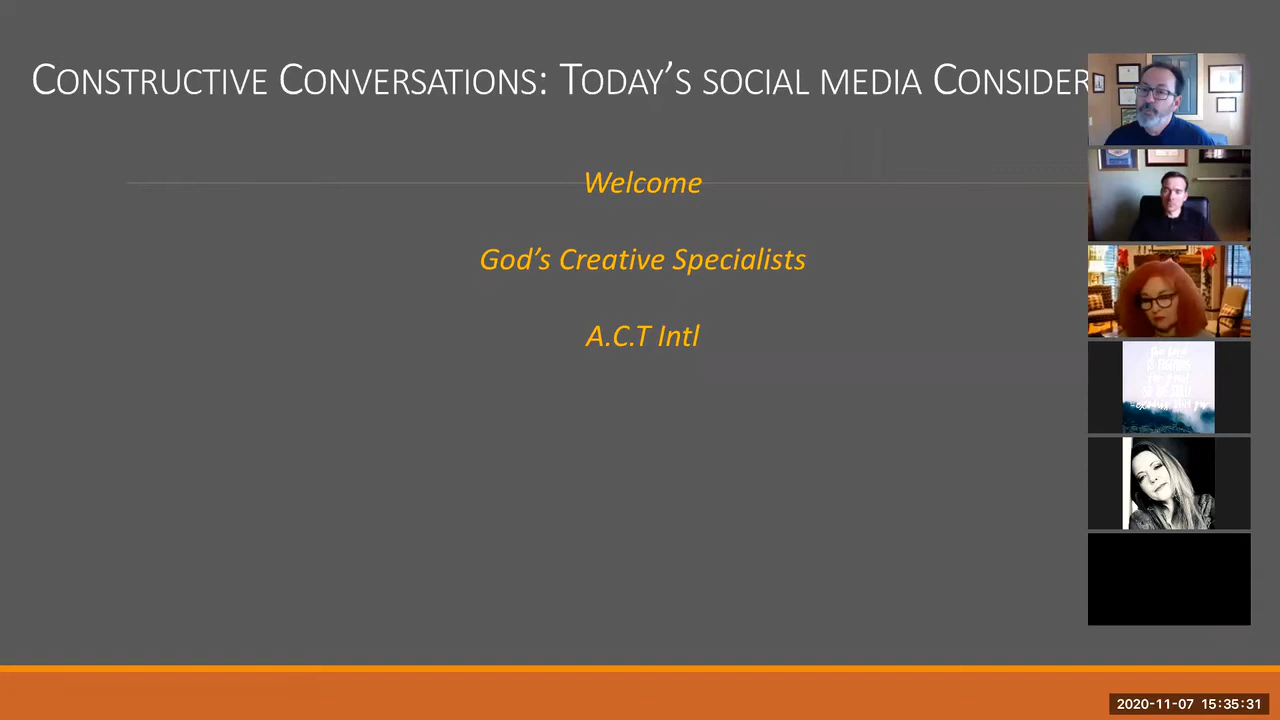 Constructive Conversations: Today's social media Consider
Welcome
God's Creative Specialists
A.C.T Intl
2020-11-07 15:35:31